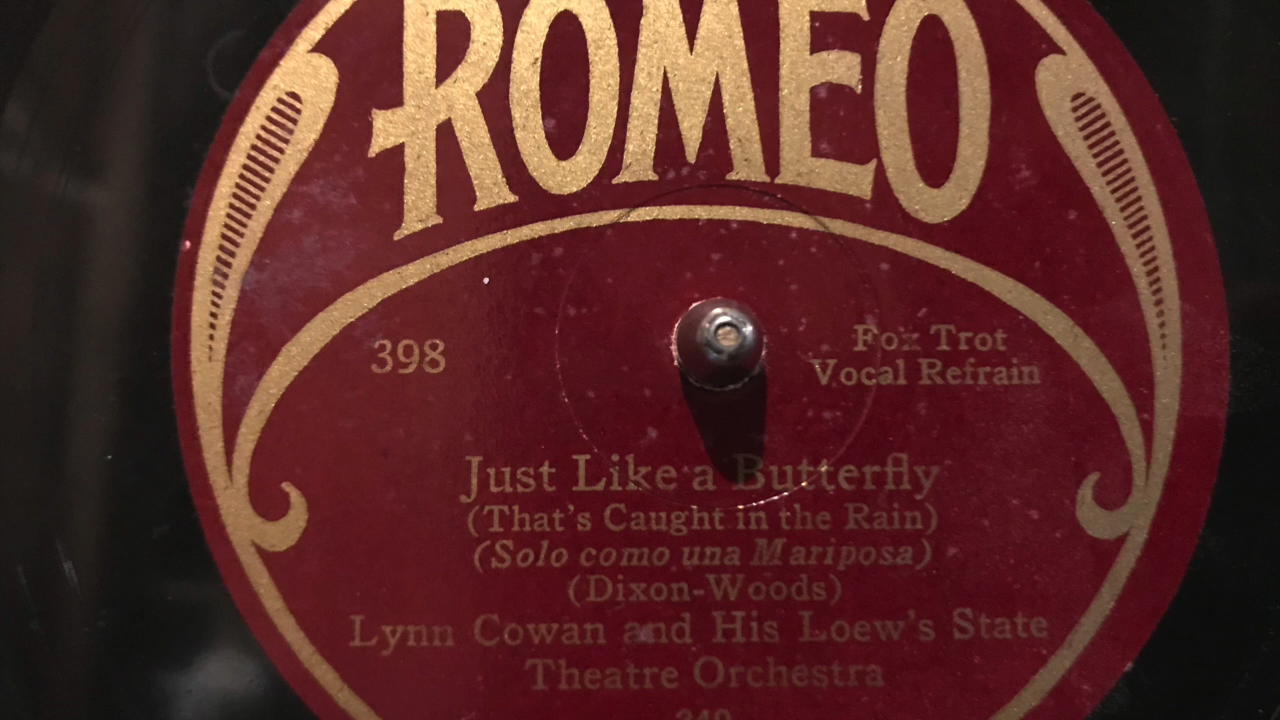 ROMEO
398
Fox Trot
Vocal Refrain
Just Like a Butterfly
(That's Caught in the Rain)
(Solo como una Mariposa)
(Dixon-Woods)
Lynn Cowan and His Loew's State
Theatre Orchestra